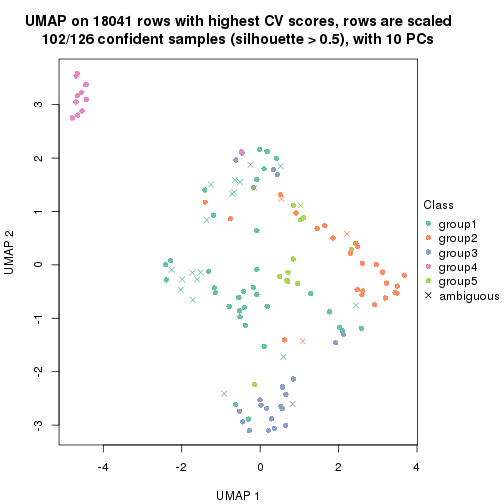 UMAP on 18041 rows with highest CV scores, rows are scaled
102/126 confident samples (silhouette > 0.5), with 10 PCs
3
2
1
0
-1
-2
-3
UMAP 2
-4
-2
0
2
4
UMAP 1
Class
group1
group2
group3
group4
group5
ambiguous